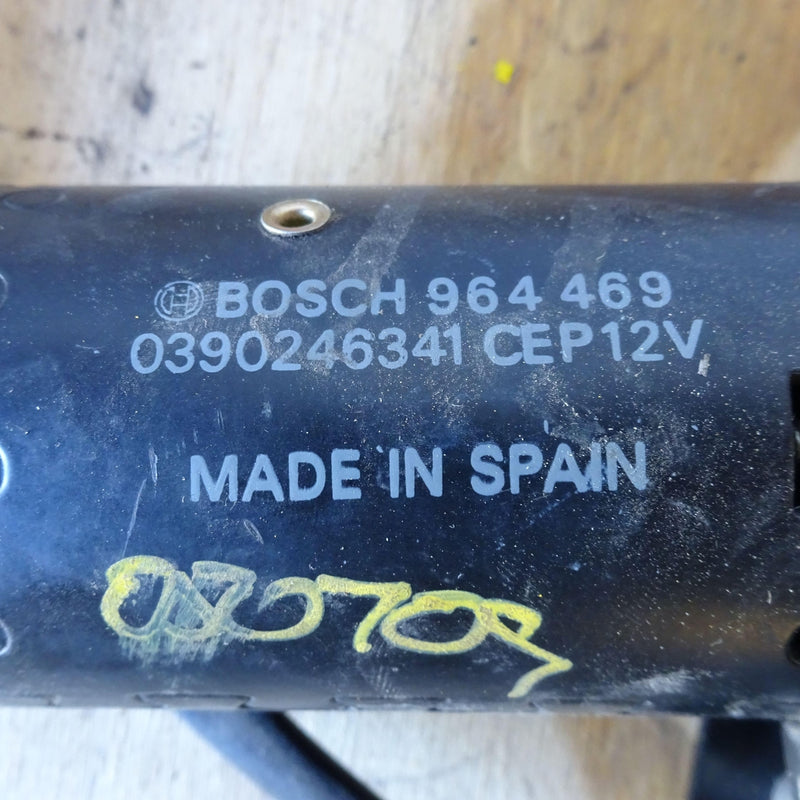 BOSCH 964 469
0390246341 CEP12V
MADE IN SPAIN
080709